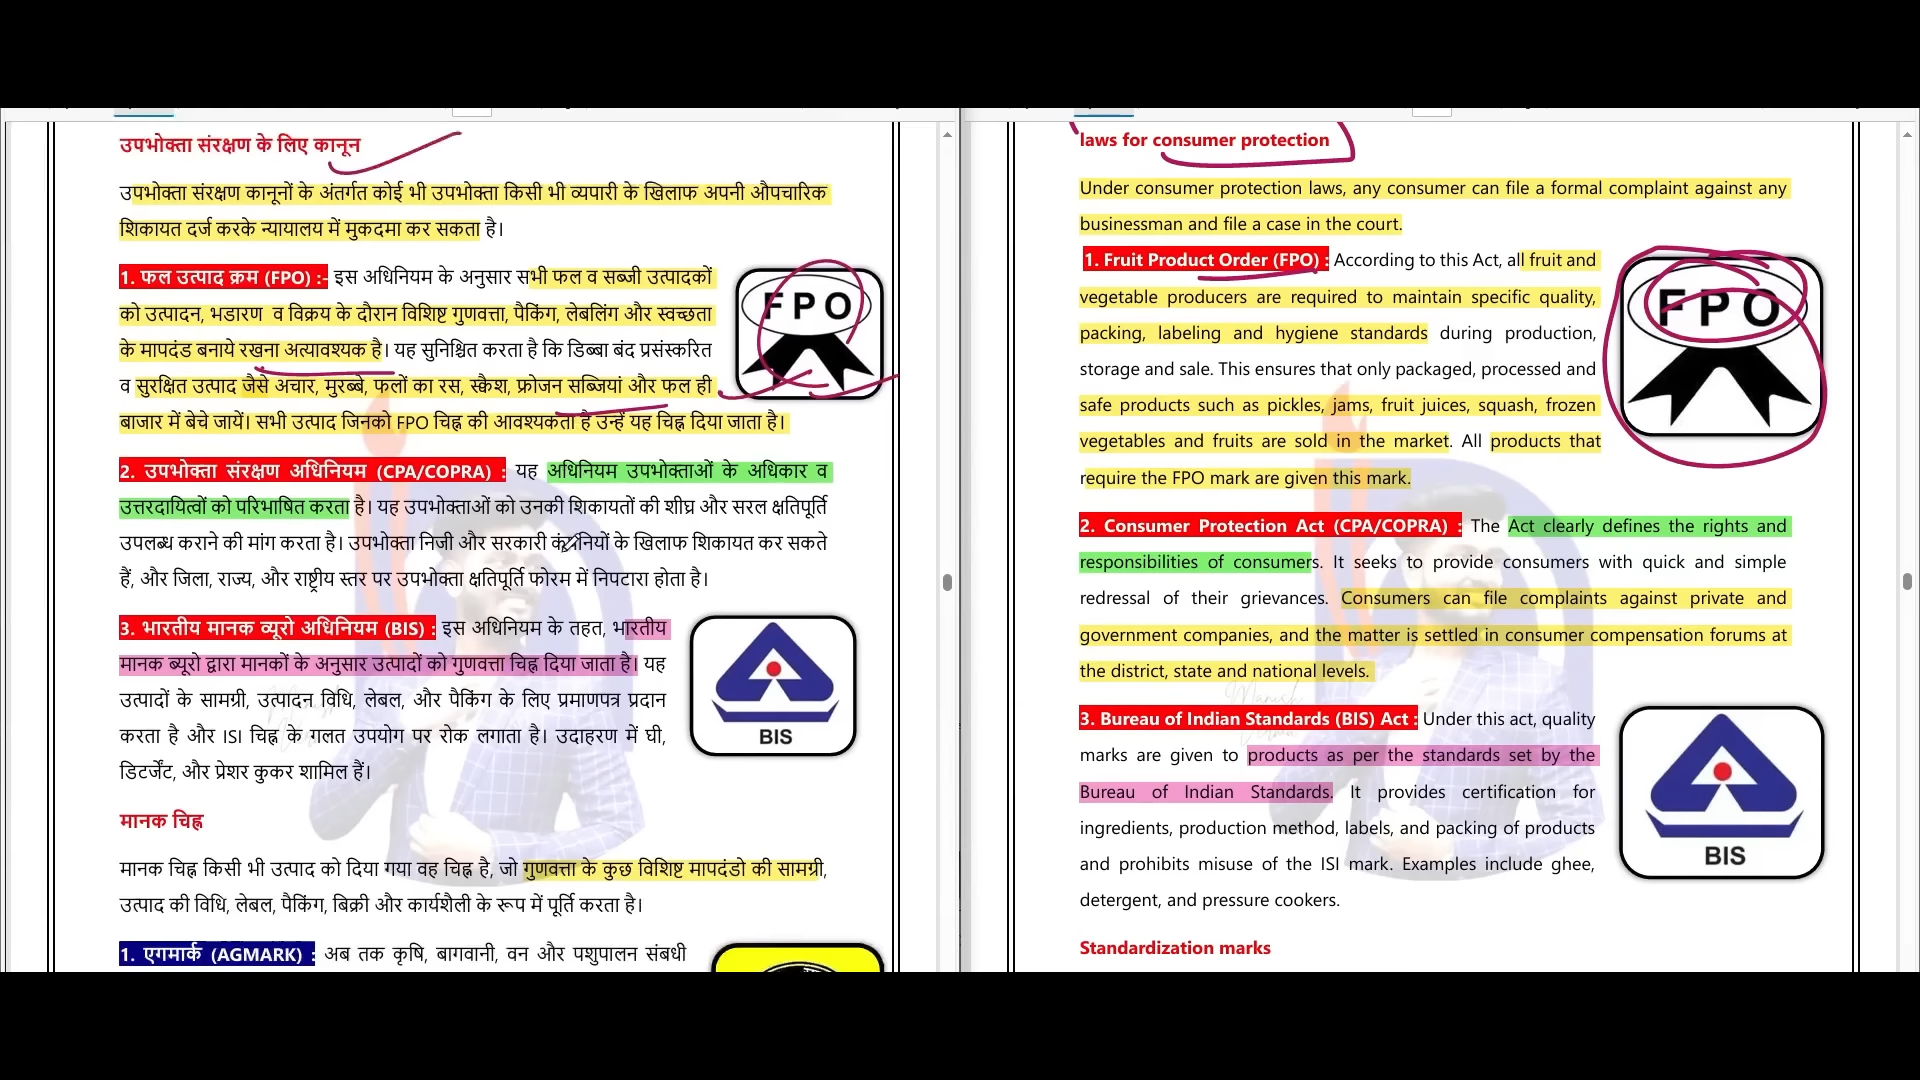 उपभोक्ता संरक्षण के लिए कानून
उपभोक्ता संरक्षण कानूनों के अंतर्गत कोई भी उपभोक्ता किसी भी व्यपारी के खिलाफ अपनी औपचारिक
शिकायत दर्ज करके न्यायालय में मुकदमा कर सकता है।
1. फल उत्पाद क्रम (FPO) :- इस अधिनियम के अनुसार सभी फल व सब्जी उत्पादकों
को उत्पादन, भडारण व विक्रय के दौरान विशिष्ट गुणवत्ता, पैकिंग, लेबलिंग और स्वच्छता
के मापदंड बनाये रखना अत्यावश्यक है। यह सुनिश्चित करता है कि डिब्बा बंद प्रसंस्करित
व सुरक्षित उत्पाद जैसे अचार, मुरब्बे, फलों का रस, स्कैश, फ्रोजन सब्जियां और फल ही
बाजार में बेचे जायें। सभी उत्पाद जिनको FPO चिह्न की आवश्यकता है उन्हें यह चिह्न दिया जाता है।
FPO
2. उपभोक्ता संरक्षण अधिनियम (CPA/COPRA) : यह अधिनियम उपभोक्ताओं के अधिकार व
उत्तरदायित्वों को परिभाषित करता है। यह उपभोक्ताओं को उनकी शिकायतों की शीघ्र और सरल क्षतिपूर्ति
उपलब्ध कराने की मांग करता है। उपभोक्ता निजी और सरकारी कंपनियों के खिलाफ शिकायत कर सकते
हैं, और जिला, राज्य, और राष्ट्रीय स्तर पर उपभोक्ता क्षतिपूर्ति फोरम में निपटारा होता है।
3. भारतीय मानक व्यूरो अधिनियम (BIS) : इस अधिनियम के तहत, भारतीय
मानक ब्यूरो द्वारा मानकों के अनुसार उत्पादों को गुणवत्ता चिह्न दिया जाता है। यह
उत्पादों के सामग्री, उत्पादन विधि, लेबल, और पैकिंग के लिए प्रमाणपत्र प्रदान
करता है और ISI चिह्न के गलत उपयोग पर रोक लगाता है। उदाहरण में घी,
डिटर्जेंट, और प्रेशर कुकर शामिल हैं।
BIS
मानक चिह्न
मानक चिह्न किसी भी उत्पाद को दिया गया वह चिह्न है, जो गुणवत्ता के कुछ विशिष्ट मापदंडो की सामग्री,
उत्पाद की विधि, लेबल, पैकिंग, बिक्री और कार्यशैली के रूप में पूर्ति करता है।
1. एगमार्क (AGMARK) : अब तक कृषि, बागवानी, वन और पशुपालन संबधी
laws for consumer protection
Under consumer protection laws, any consumer can file a formal complaint against any
businessman and file a case in the court.
1. Fruit Product Order (FPO) : According to this Act, all fruit and
vegetable producers are required to maintain specific quality,
packing, labeling and hygiene standards during production,
storage and sale. This ensures that only packaged, processed and
safe products such as pickles, jams, fruit juices, squash, frozen
vegetables and fruits are sold in the market. All products that
require the FPO mark are given this mark.
FPO
2. Consumer Protection Act (CPA/COPRA) : The Act clearly defines the rights and
responsibilities of consumers. It seeks to provide consumers with quick and simple
redressal of their grievances. Consumers can file complaints against private and
government companies, and the matter is settled in consumer compensation forums at
the district, state and national levels.
3. Bureau of Indian Standards (BIS) Act : Under this act, quality
marks are given to products as per the standards set by the
Bureau of Indian Standards. It provides certification for
ingredients, production method, labels, and packing of products
and prohibits misuse of the ISI mark. Examples include ghee,
detergent, and pressure cookers.
BIS
Standardization marks